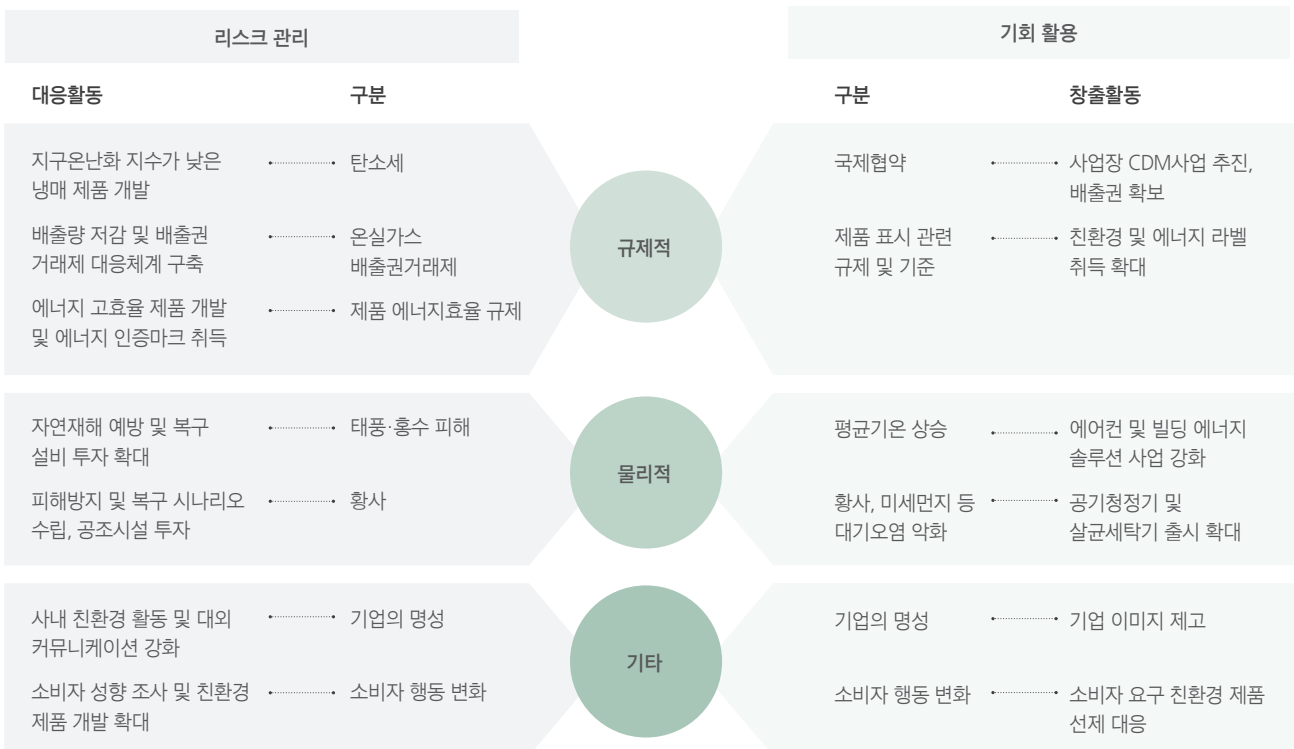 리스크 관리
기회 활용
대응활동
구분
구분
창출활동
지구온난화 지수가 낮은
냉매 제품 개발
탄소세
배출량 저감 및 배출권
거래제 대응체계 구축
온실가스
배출권거래제
에너지 고효율 제품 개발
및 에너지 인증마크 취득
제품 에너지효율 규제
규제적
국제협약
사업장 CDM사업 추진,
배출권 확보
제품 표시 관련
규제 및 기준
친환경 및 에너지 라벨
취득 확대
자연재해 예방 및 복구
설비 투자 확대
태풍·홍수 피해
피해방지 및 복구 시나리오
수립, 공조시설 투자
황사
물리적
평균기온 상승
에어컨 및 빌딩 에너지
솔루션 사업 강화
황사, 미세먼지 등
대기오염 악화
공기청정기 및
살균세탁기 출시 확대
사내 친환경 활동 및 대외
커뮤니케이션 강화
기업의 명성
소비자 성향 조사 및 친환경
제품 개발 확대
소비자 행동 변화
기타
기업의 명성
기업 이미지 제고
소비자 행동 변화
소비자 요구 친환경 제품
선제 대응